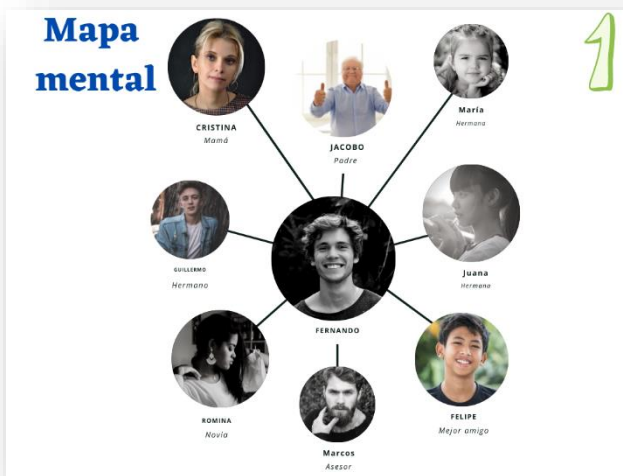 Mapa
mental
1
CRISTINA
Mamá
JACOBO
Padre
María
Hermana
GUILLERMO
Hermano
FERNANDO
Juana
Hermana
ROMINA
Novia
Marcos
Asesor
FELIPE
Mejor amigo